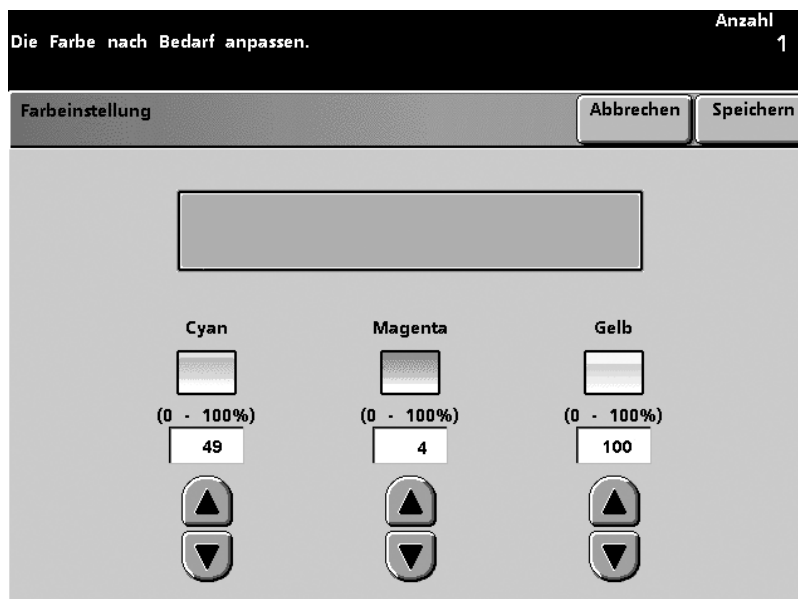 Anzahl
Die Farbe nach Bedarf anpassen. 1
Farbeinstellung Abbrechen Speichern
Cyan Magenta Gelb
(0 - 100%) (0 - 100%) (0 - 100%)
49 4 100